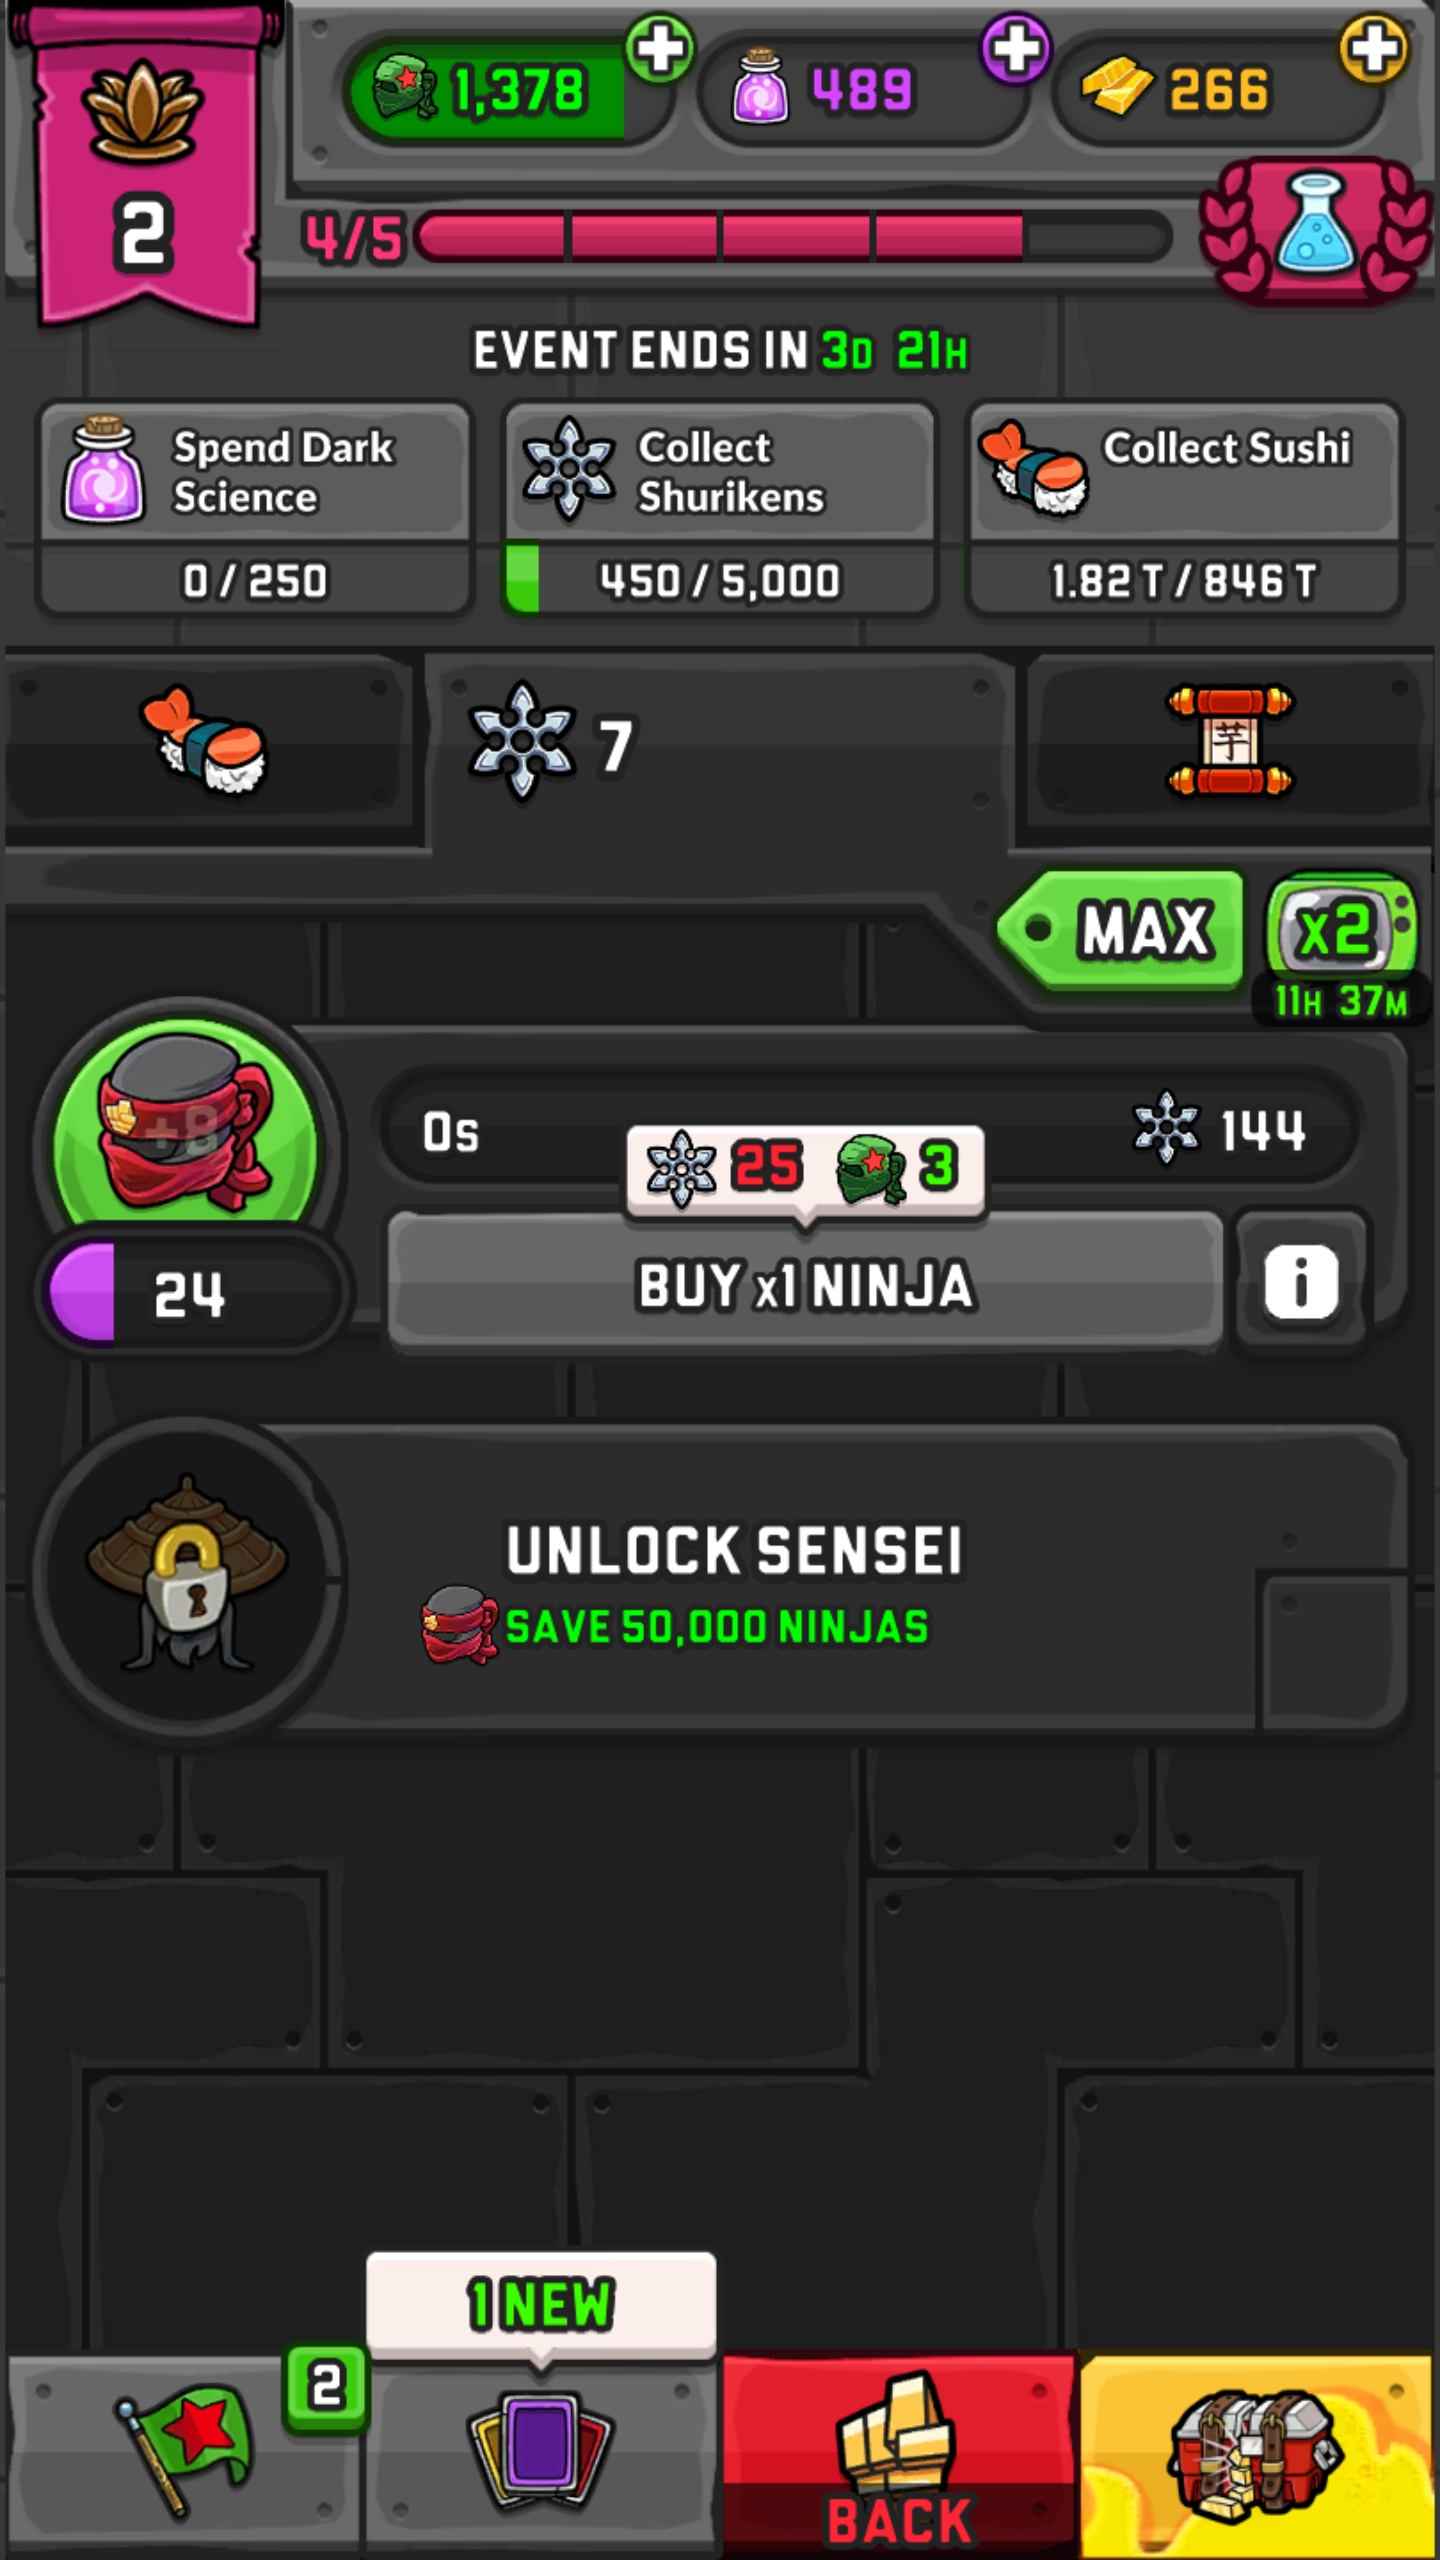 1,378
489
266
2
4/5
EVENT ENDS IN 3D 21H
Spend Dark
Science
0 / 250
Collect
Shurikens
450 / 5,000
Collect Sushi
1.82 T / 846 T
7
芋
MAX
x2
11H 37M
+8
0s
144
25
3
24
BUY x1 NINJA
i
UNLOCK SENSEI
SAVE 50,000 NINJAS
1 NEW
2
BACK